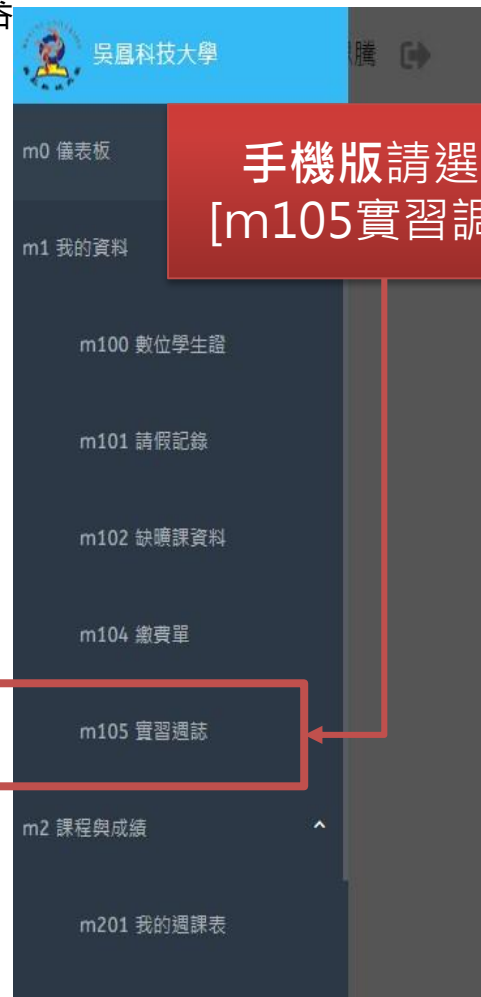 吳鳳科技大學
騰
m0 儀表板
手機版請選
[m105實習
m1 我的資料
m100 數位學生證
m101 請假記錄
m102 缺曠課資料
m104 繳費單
m105 實習週誌
m2 課程與成績
m201 我的週課表